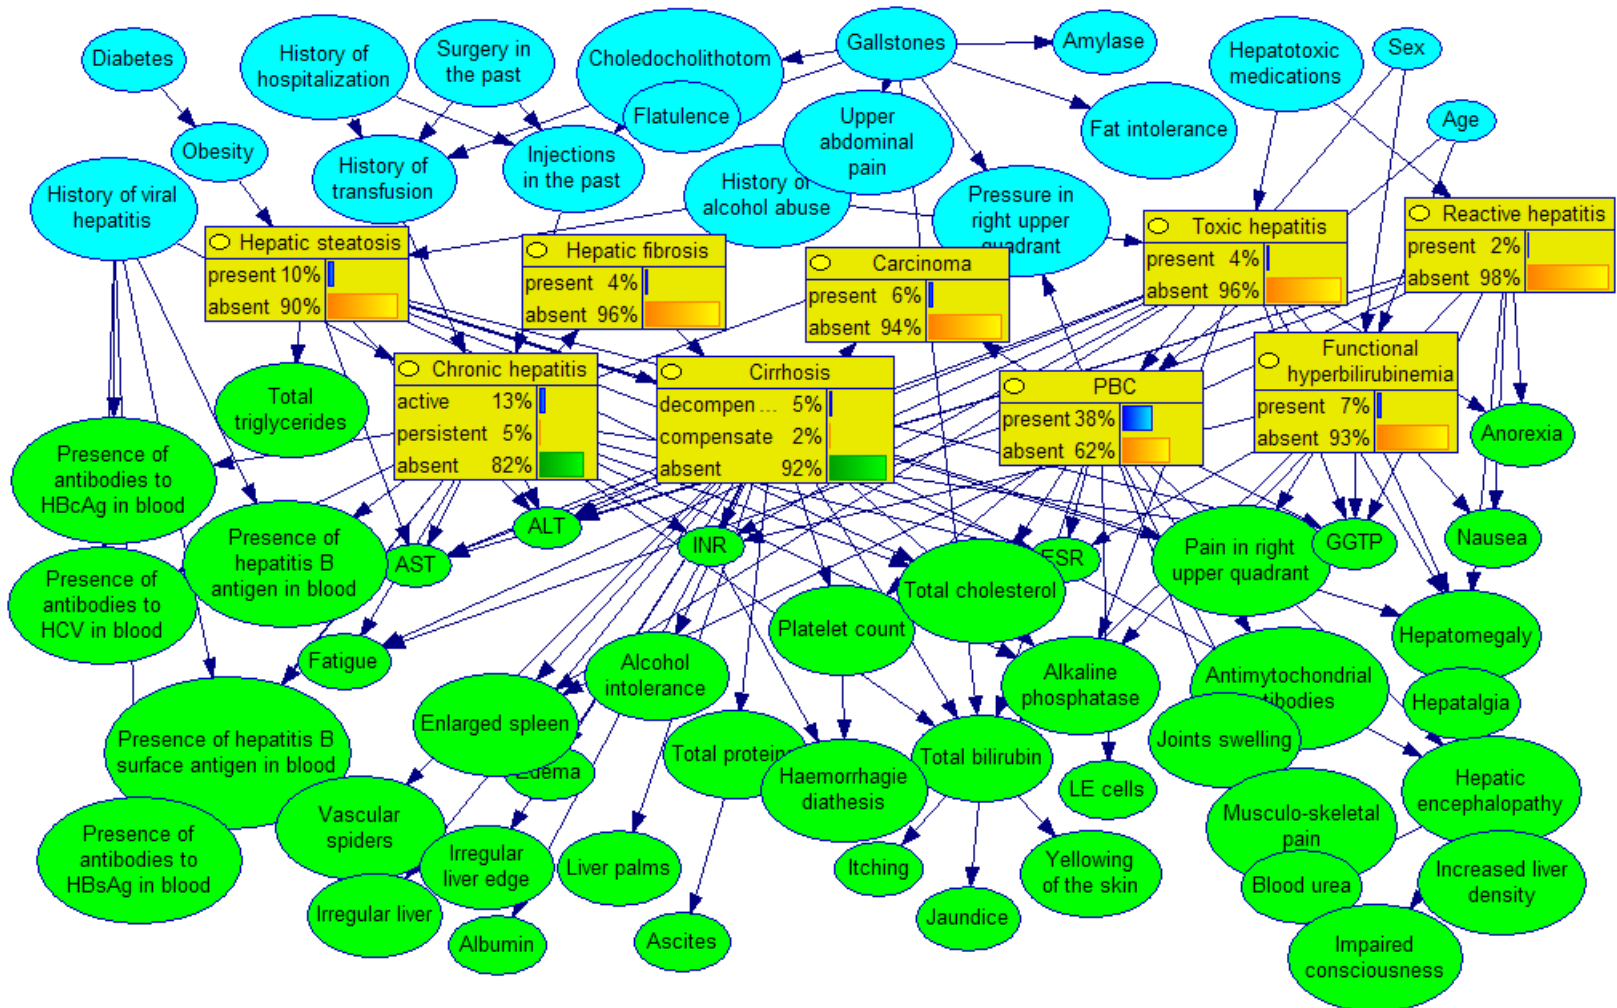 Diabetes
History of
hospitalization
Surgery in
the past
Choledocholithotom
Gallstones
Amylase
Hepatotoxic
medications
Sex
Flatulence
Upper
abdominal
pain
Fat intolerance
Age
Obesity
History of
transfusion
Injections
in the past
History of
alcohol abuse
Pressure in
right upper
quadrant
History of viral
hepatitis
Hepatic steatosis
present 10%
absent 90%
Hepatic fibrosis
present 4%
absent 96%
Carcinoma
present 6%
absent 94%
Toxic hepatitis
present 4%
absent 96%
Reactive hepatitis
present 2%
absent 98%
Chronic hepatitis
active 13%
persistent 5%
absent 82%
Cirrhosis
decompen ... 5%
compensate 2%
absent 92%
PBC
present 38%
absent 62%
Functional
hyperbilirubinemia
present 7%
absent 93%
Total
triglycerides
Anorexia
Presence of
antibodies to
HBcAg in blood
Presence of
hepatitis B
antigen in blood
AST
ALT
INR
ESR
Total cholesterol
Pain in right
upper quadrant
GGTP
Nausea
Presence of
antibodies to
HCV in blood
Fatigue
Platelet count
Hepatomegaly
Alcohol
intolerance
Alkaline
phosphatase
Antimytochondrial
Hepatalgia
Enlarged spleen
Presence of hepatitis B
surface antigen in blood
Edema
Total protein
Haemorrhagie
diathesis
Total bilirubin
LE cells
Joints swelling
Hepatic
encephalopathy
Vascular
spiders
Irregular
liver edge
Liver palms
Itching
Yellowing
of the skin
Musculo-skeletal
pain
Presence of
antibodies to
HBsAg in blood
Blood urea
Increased liver
density
Irregular liver
Albumin
Ascites
Jaundice
Impaired
consciousness